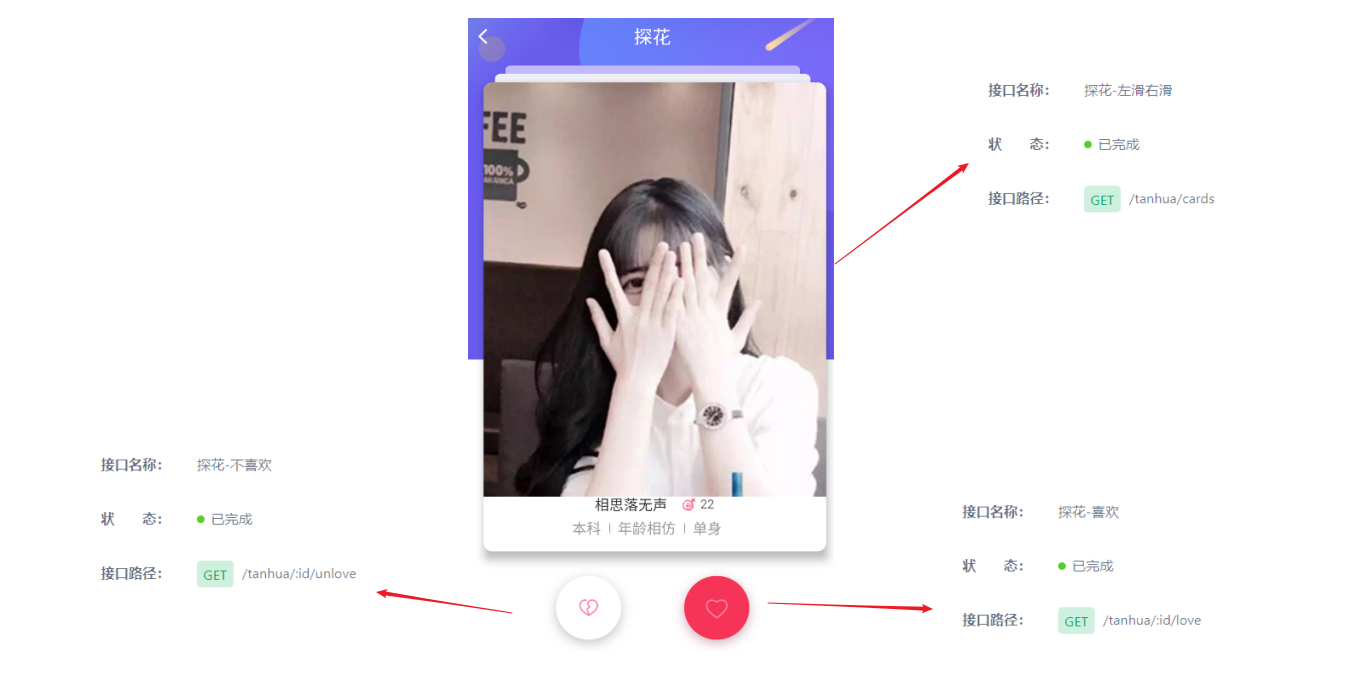 探花
FEE
100%
接口名称： 探花-左滑右滑
状 态： 已完成
接口路径： GET /tanhua/cards
接口名称： 探花-不喜欢
状 态： 已完成
接口路径： GET /tanhua/:id/unlove
相思落无声 22
本科 | 年龄相仿 | 单身
接口名称： 探花-喜欢
状 态： 已完成
接口路径： GET /tanhua/:id/love